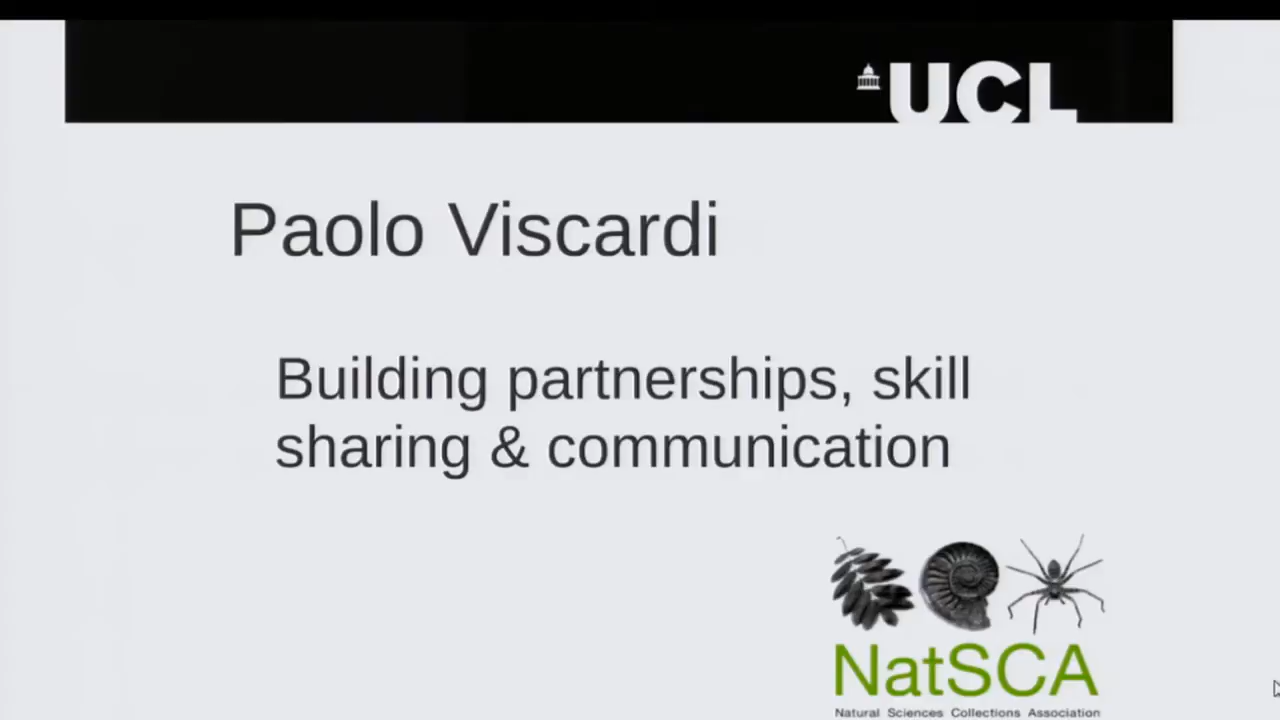 UCL
Paolo Viscardi
Building partnerships, skill
sharing & communication
NatSCA
Natural Sciences Collections Association